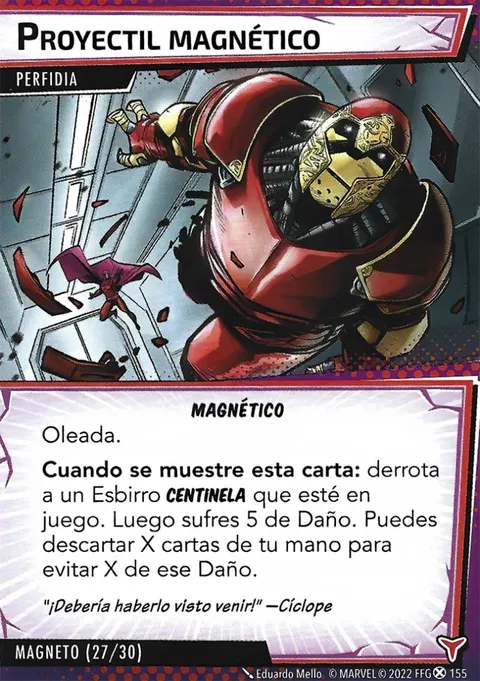 PROYECTIL MAGNÉTICO
PERFIDIA
MAGNÉTICO
Oleada.
Cuando se muestre esta carta: derrota
a un Esbirro CENTINELA que esté en
juego. Luego sufres 5 de Daño. Puedes
descartar X cartas de tu mano para
evitar X de ese Daño.
"¡Debería haberlo visto venir!" —Cíclope
MAGNETO (27/30)
Eduardo Mello © MARVEL © 2022 FFG 155